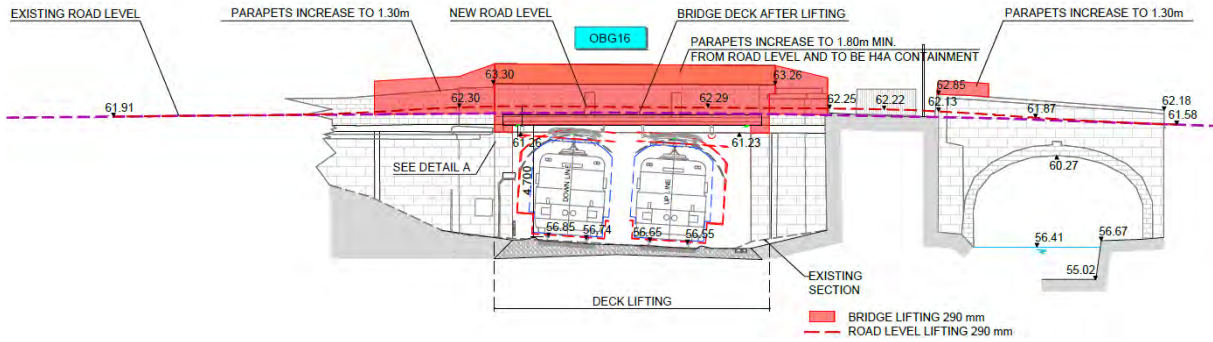 EXISTING ROAD LEVEL
PARAPETS INCREASE TO 1.30m
NEW ROAD LEVEL
BRIDGE DECK AFTER LIFTING
PARAPETS INCREASE TO 1.30m
OBG16
PARAPETS INCREASE TO 1.80m MIN.
FROM ROAD LEVEL AND TO BE H4A CONTAINMENT
63.30
63.26
62.85
61.91
62.30
62.29
62.25
62.22
62.13
61.87
62.18
61.58
61.26
61.23
SEE DETAIL A
4.700
DOWN LINE
UP LINE
60.27
56.85
56.74
56.65
56.55
56.41
56.67
55.02
EXISTING
SECTION
DECK LIFTING
BRIDGE LIFTING 290 mm
ROAD LEVEL LIFTING 290 mm